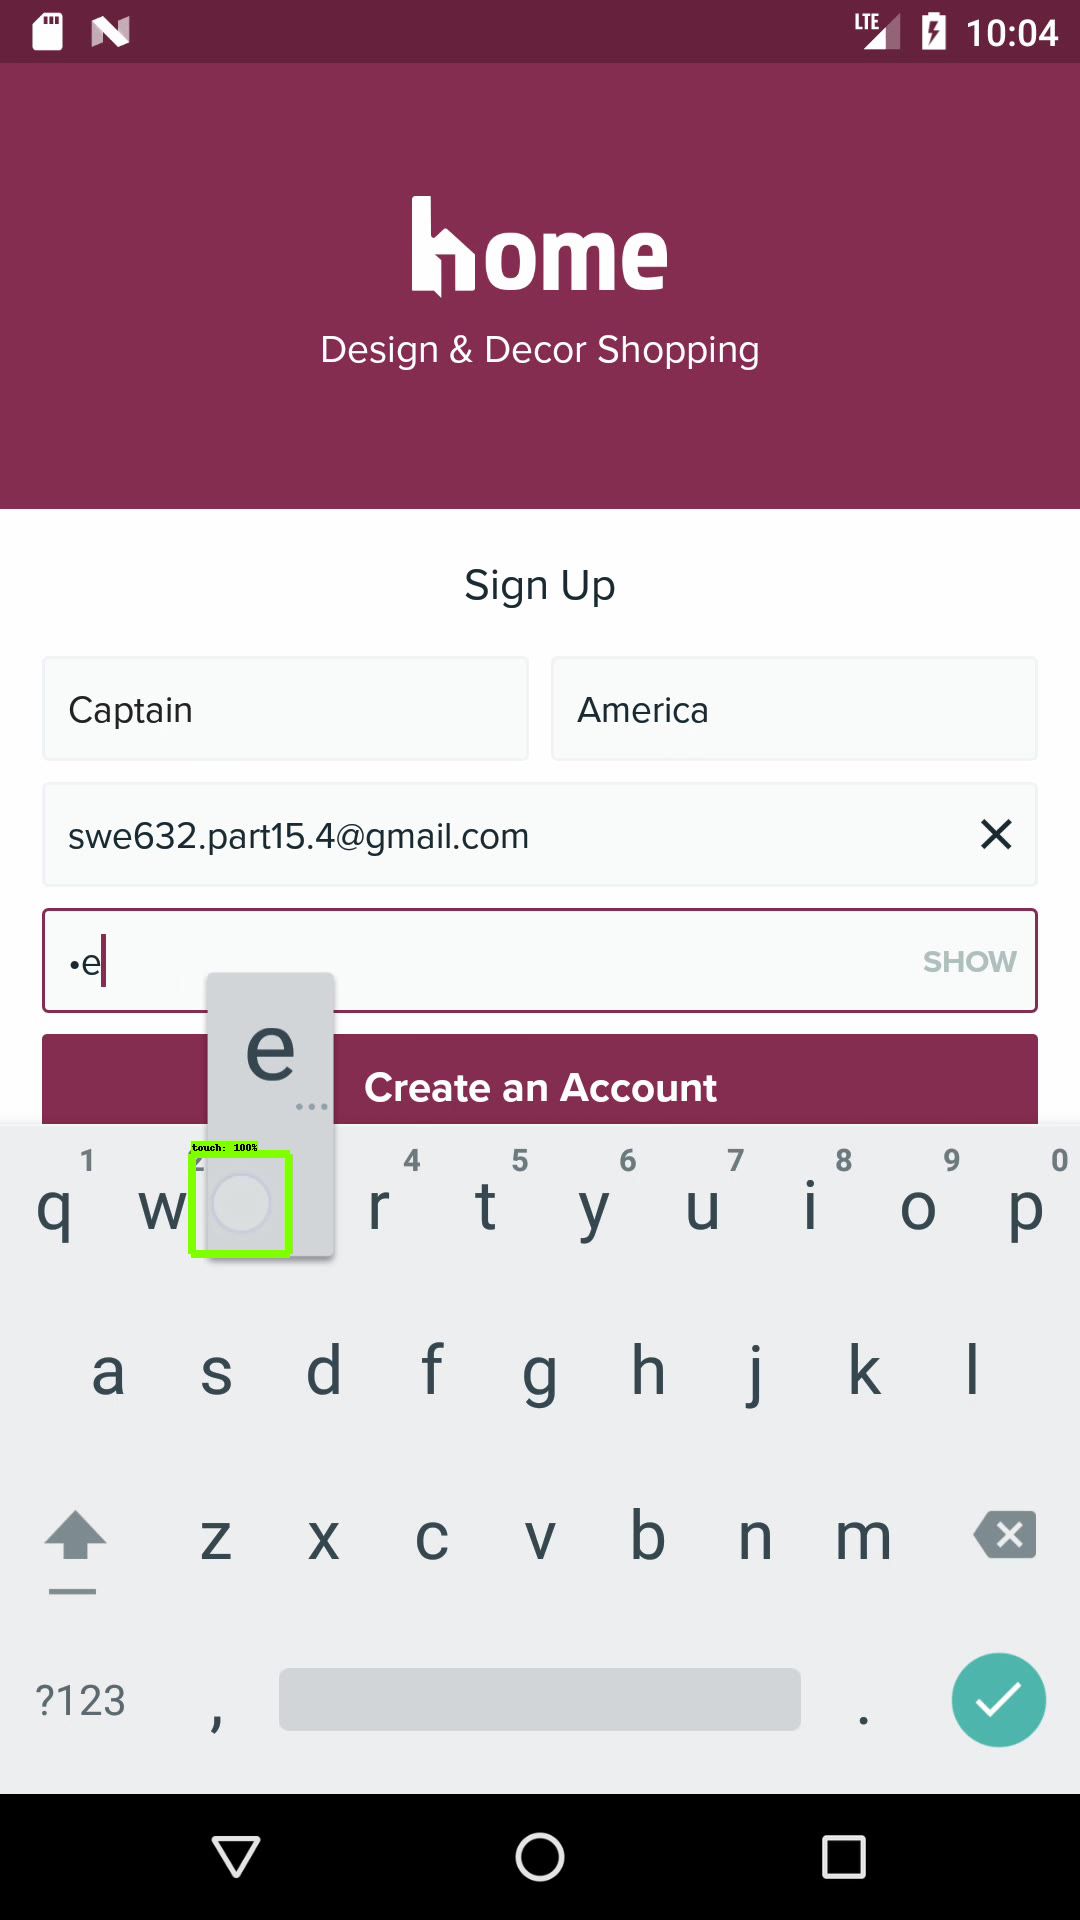 LTE 10:04
home
Design & Decor Shopping
Sign Up
Captain America
swe632.part15.4@gmail.com
•e SHOW
e
...
Create an Account
touch: 100%
1 2 4 5 6 7 8 9 0
q w r t y u i o p
a s d f g h j k l
z x c v b n m
?123 , .